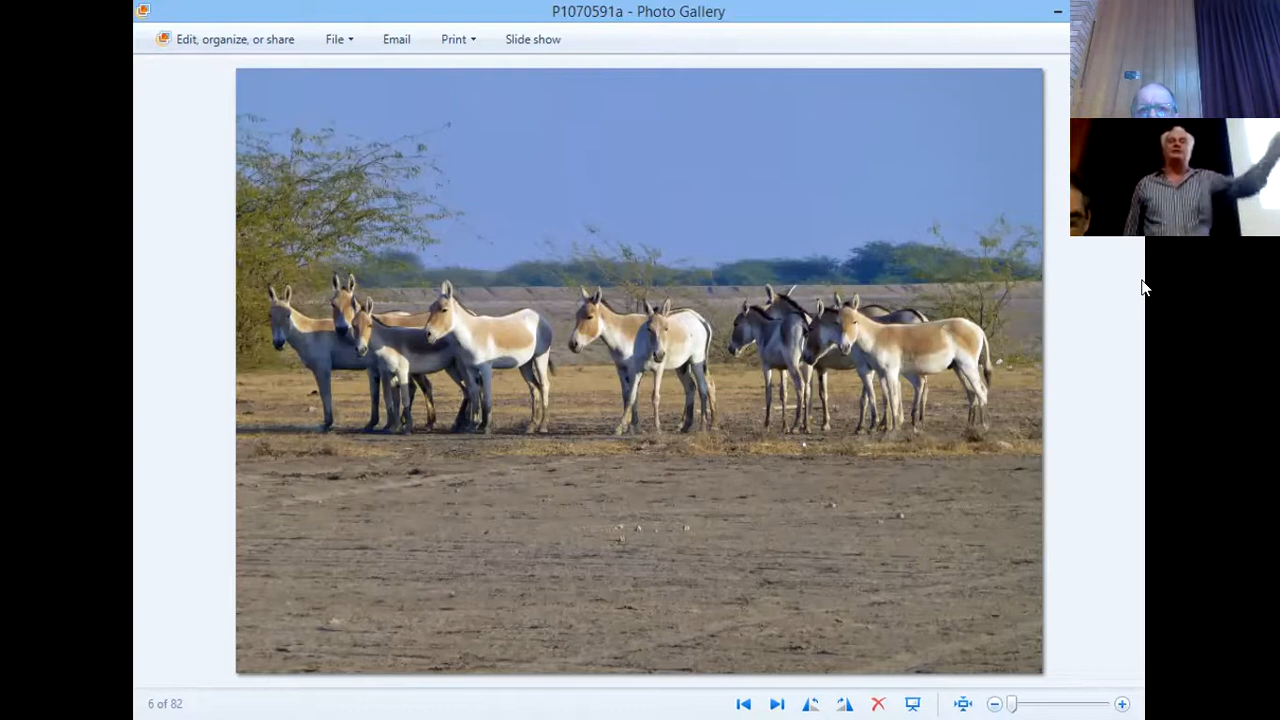 P1070591a - Photo Gallery
Edit, organize, or share File Email Print Slide show
6 of 82